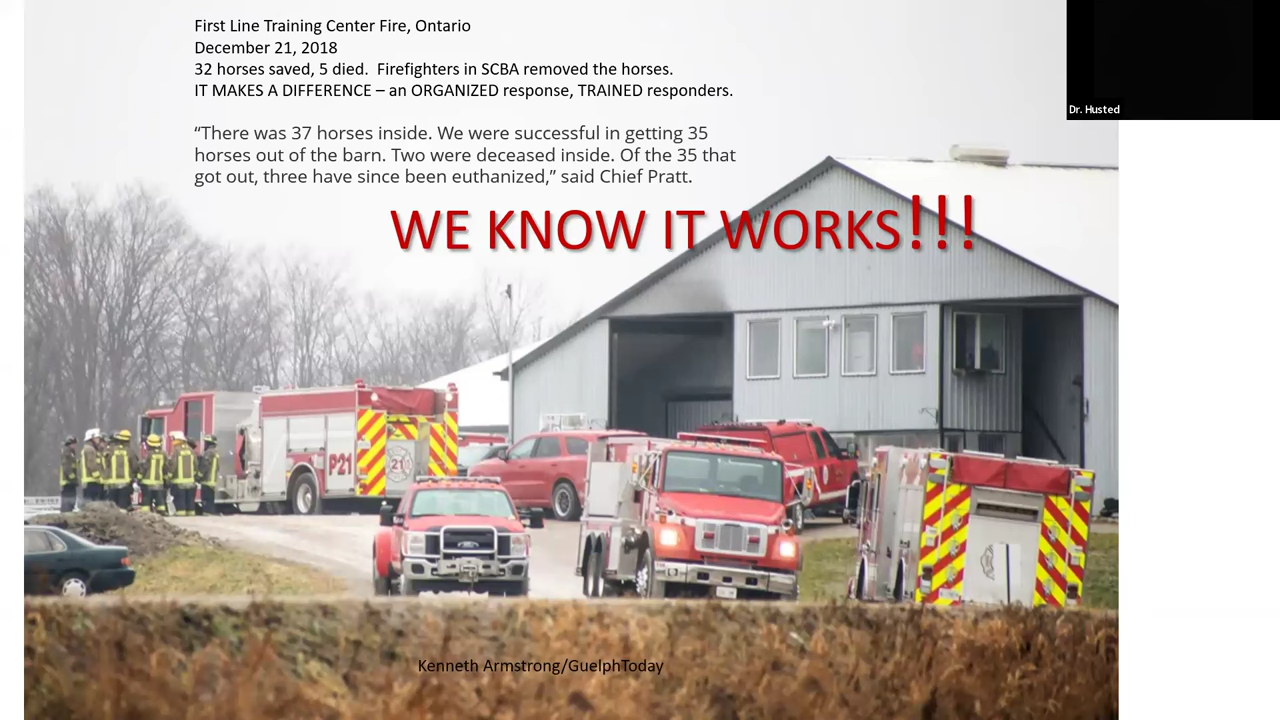 First Line Training Center Fire, Ontario
December 21, 2018
32 horses saved, 5 died.  Firefighters in SCBA removed the horses.
IT MAKES A DIFFERENCE – an ORGANIZED response, TRAINED responders.
“There was 37 horses inside. We were successful in getting 35
horses out of the barn. Two were deceased inside. Of the 35 that
got out, three have since been euthanized,” said Chief Pratt.
WE KNOW IT WORKS!!!
Dr. Husted
P21
21
Kenneth Armstrong/GuelphToday